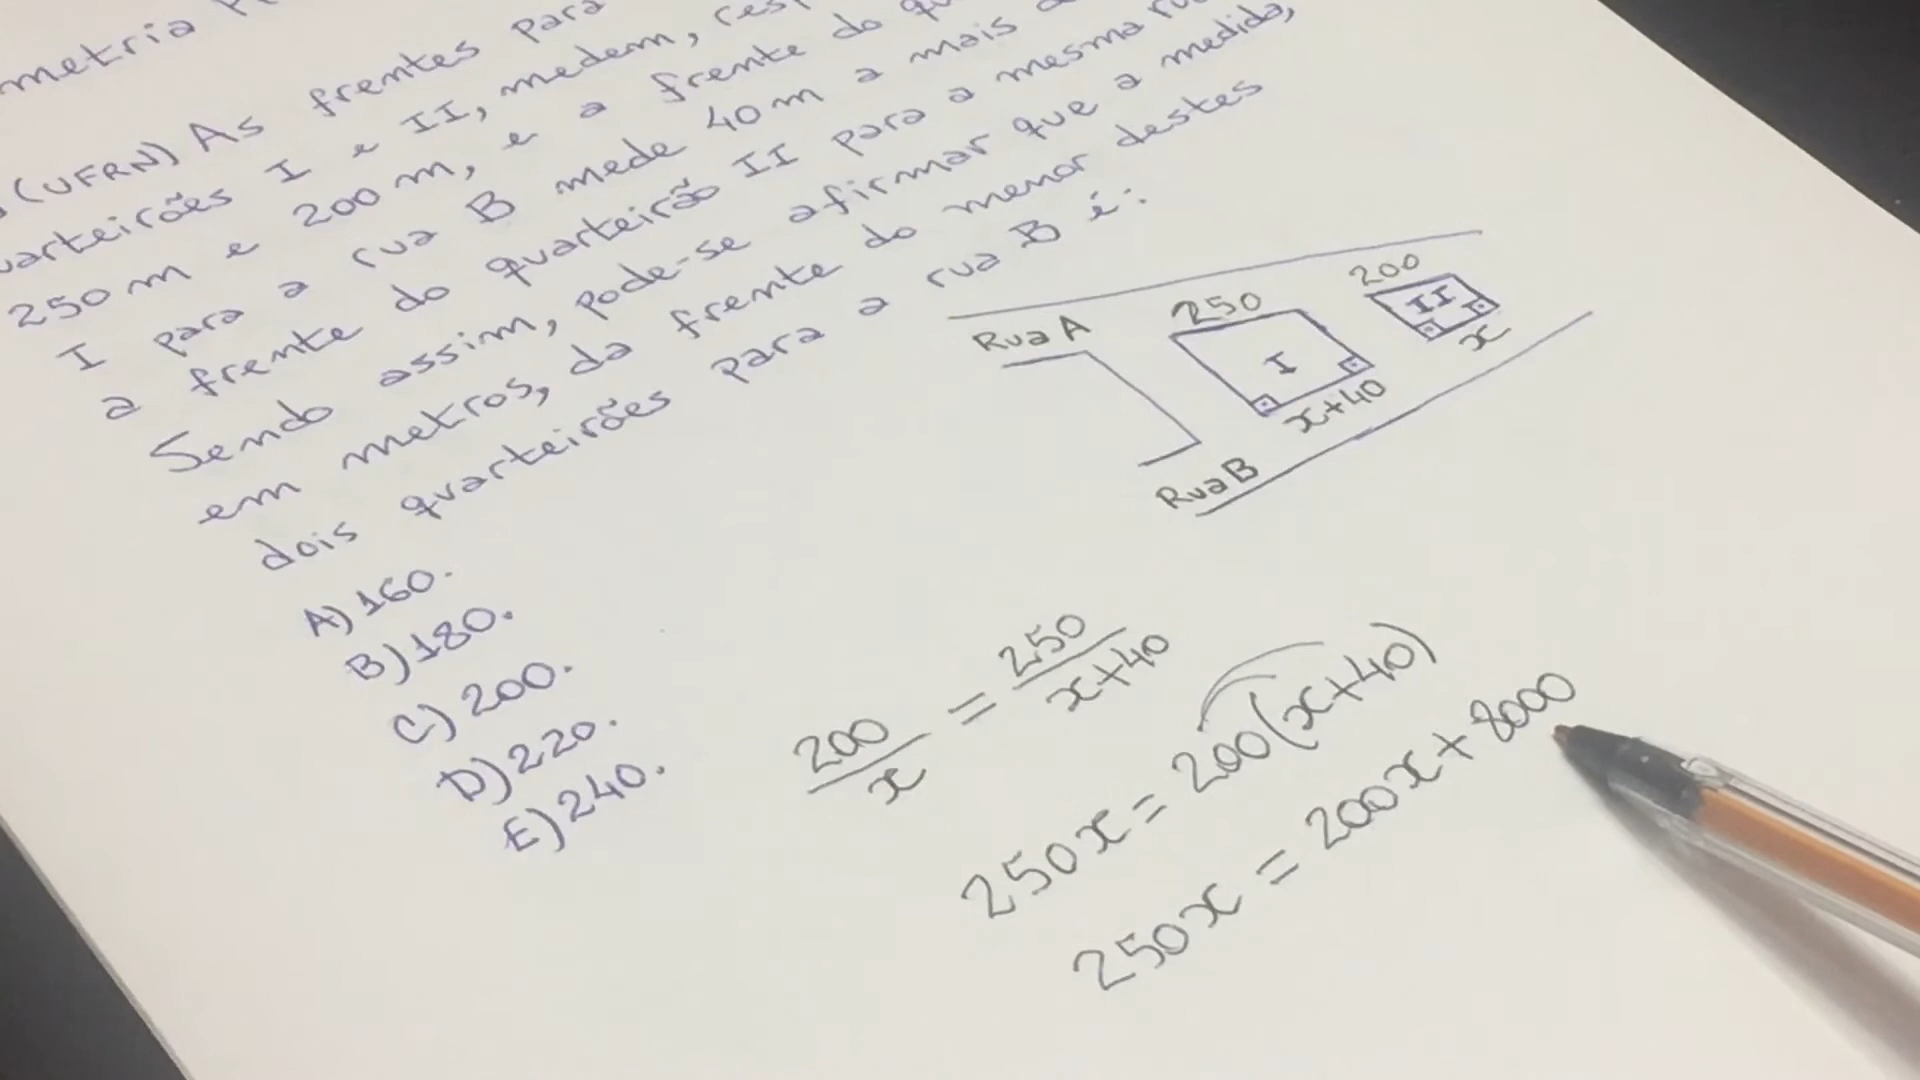 (UFRN) As frentes para
quarteirões I e II, medem,
250 m e 200 m, e a frente do
I para a rua B mede 40 m a mais
a frente do quarteirão II para a mesma
Sendo assim, pode-se afirmar que a medida,
em metros, da frente do menor destes
dois quarteirões para a rua B é:
A) 160.
B) 180.
C) 200.
D) 220.
E) 240.
Rua A
250
I
x+40
200
II
x
Rua B
200/x = 250/x+40
250x = 200(x+40)
250x = 200x + 8000